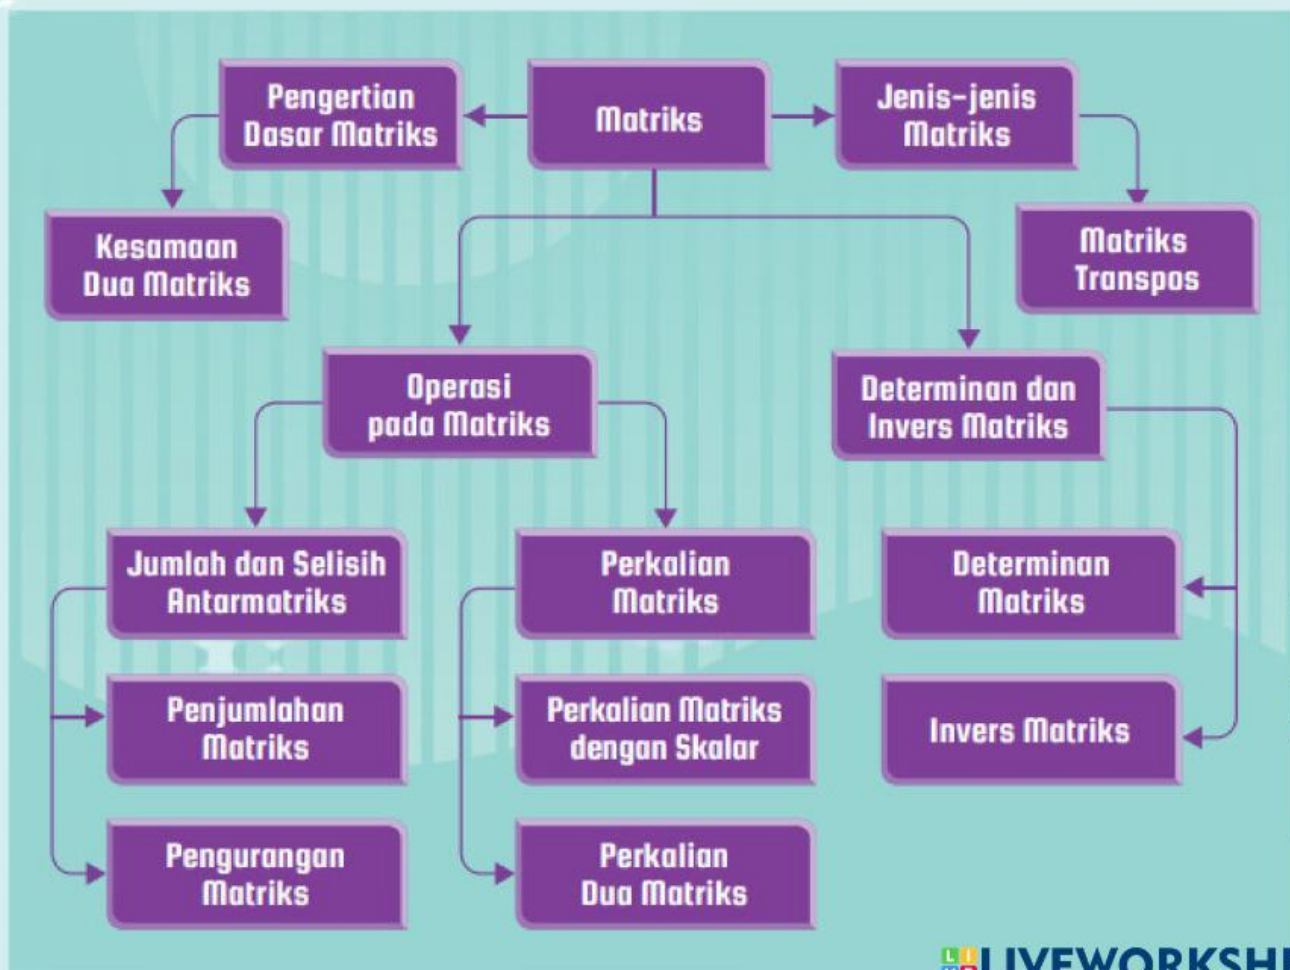 Pengertian
Dasar Matriks
Matriks
Jenis-jenis
Matriks
Kesamaan
Dua Matriks
Matriks
Transpos
Operasi
pada Matriks
Determinan dan
Invers Matriks
Jumlah dan Selisih
Antarmatriks
Perkalian
Matriks
Determinan
Matriks
Penjumlahan
Matriks
Perkalian Matriks
dengan Skalar
Invers Matriks
Pengurangan
Matriks
Perkalian
Dua Matriks